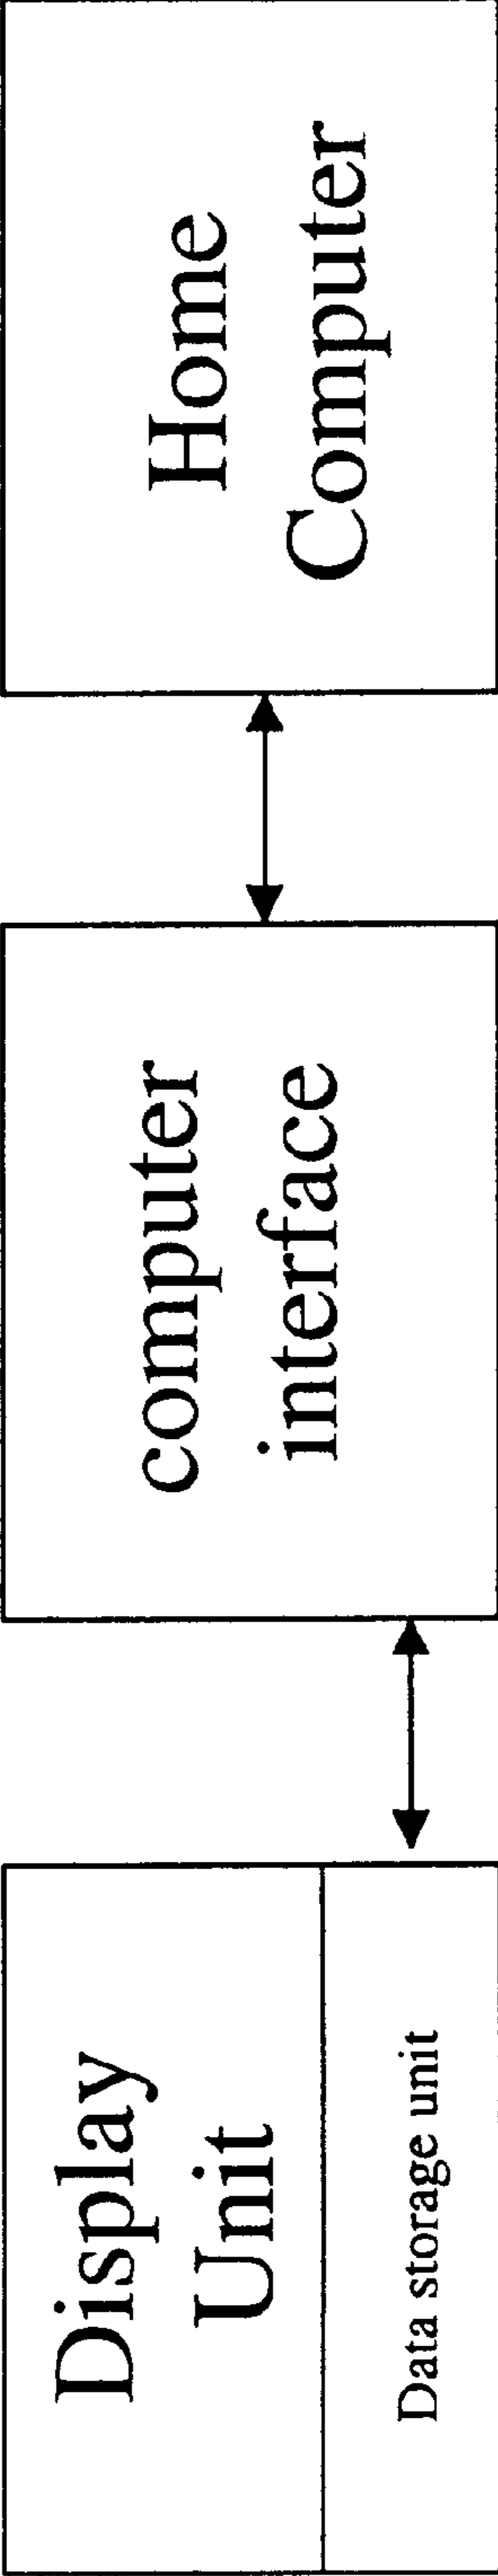 Display
Unit
Data storage unit
computer
interface
Home
Computer